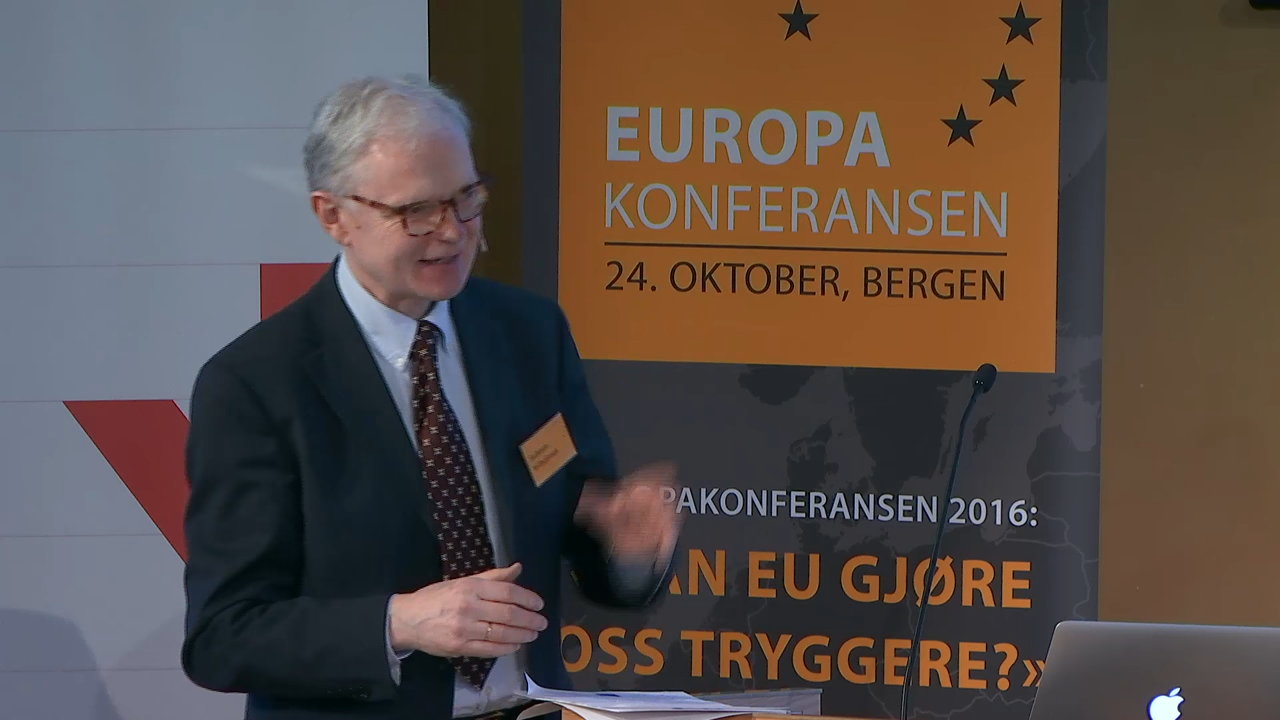 EUROPA
KONFERANSEN
24. OKTOBER, BERGEN
PAKONFERANSEN 2016:
AN EU GJØRE
OSS TRYGGERE?»